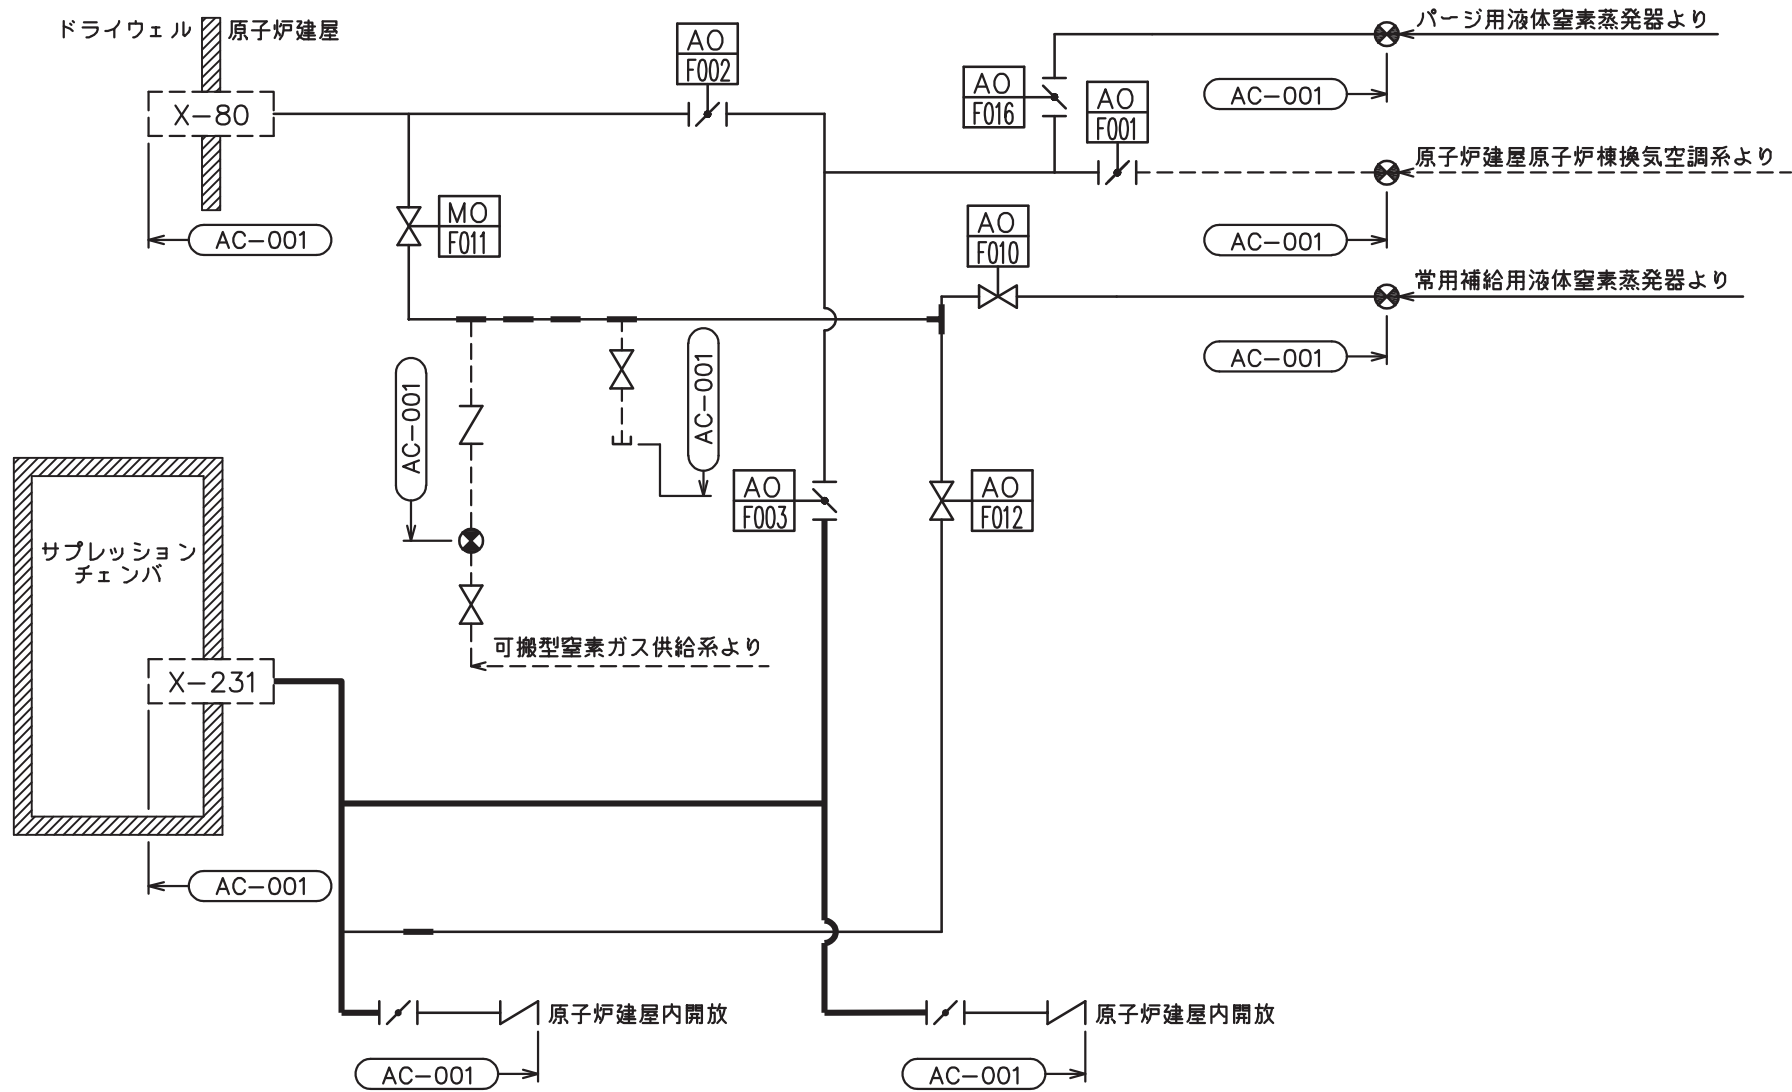 ドライウェル 原子炉建屋
X-80
AC-001
AO
F002
MO
F011
パージ用液体窒素蒸発器より
AC-001
AO
F016
AO
F001
原子炉建屋原子炉棟換気空調系より
AC-001
AO
F010
常用補給用液体窒素蒸発器より
AC-001
AC-001
AC-001
AO
F003
AO
F012
サプレッション
チェンバ
可搬型窒素ガス供給系より
X-231
AC-001
原子炉建屋内開放
AC-001
原子炉建屋内開放
AC-001